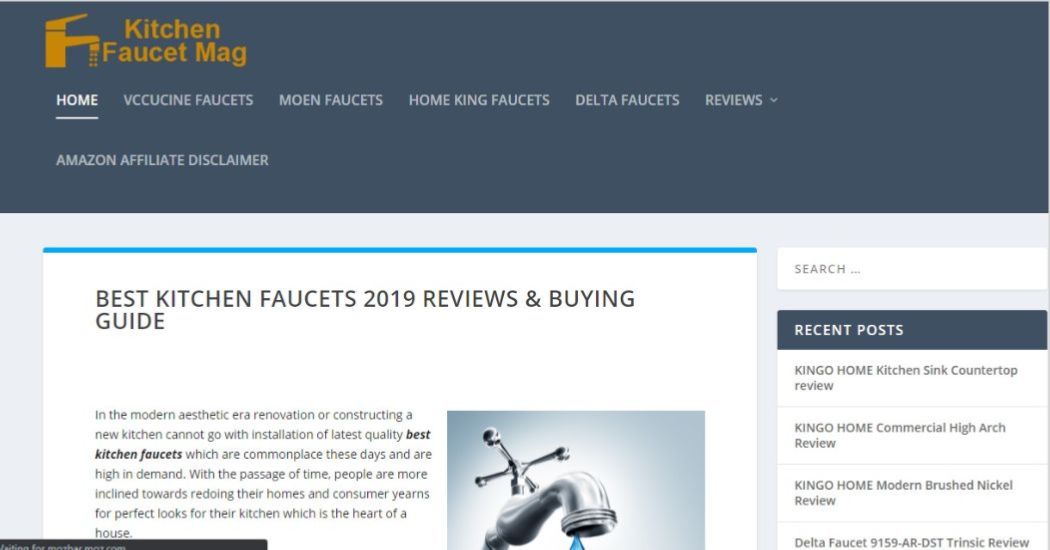 Kitchen
Faucet Mag
HOME VCCUCINE FAUCETS MOEN FAUCETS HOME KING FAUCETS DELTA FAUCETS REVIEWS
AMAZON AFFILIATE DISCLAIMER
BEST KITCHEN FAUCETS 2019 REVIEWS & BUYING
GUIDE
In the modern aesthetic era renovation or constructing a
new kitchen cannot go with installation of latest quality best
kitchen faucets which are commonplace these days and are
high in demand. With the passage of time, people are more
inclined towards redoing their homes and consumer yearns
for perfect looks for their kitchen which is the heart of a
house.
SEARCH ...
RECENT POSTS
KINGO HOME Kitchen Sink Countertop
review
KINGO HOME Commercial High Arch
Review
KINGO HOME Modern Brushed Nickel
Review
Delta Faucet 9159-AR-DST Trinsic Review
Waiting for mozbar.moz.com